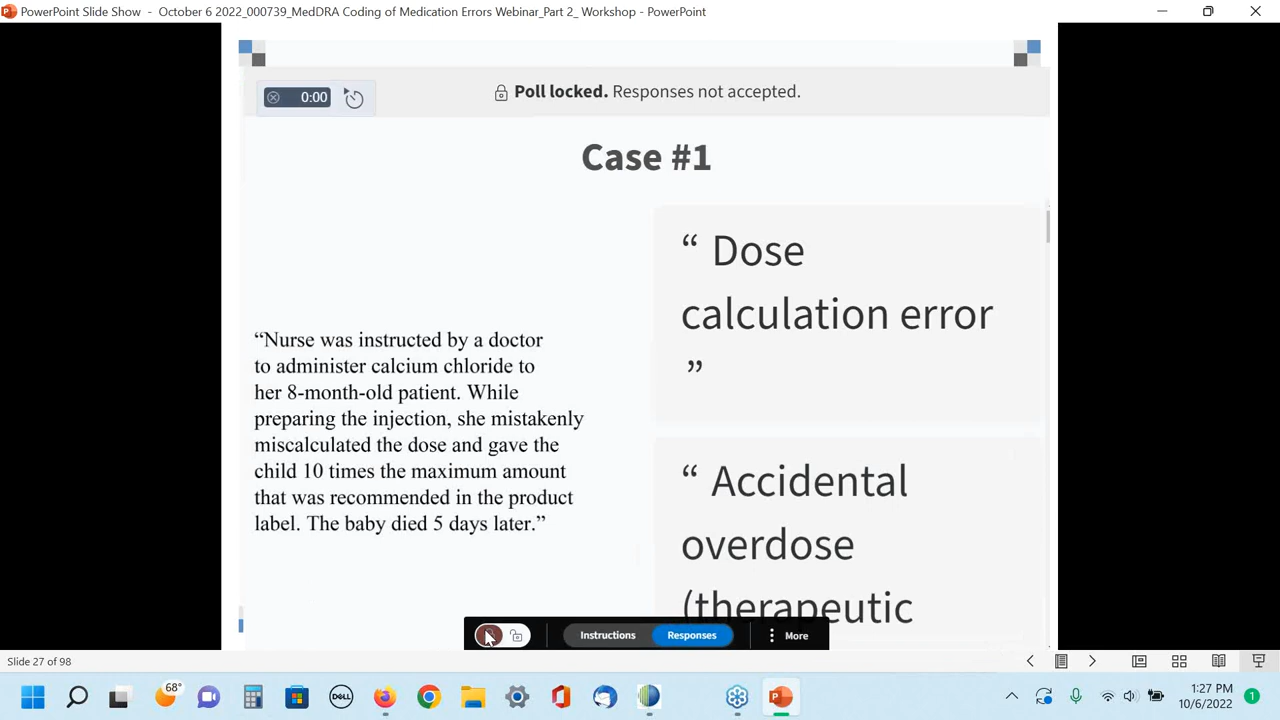 PowerPoint Slide Show - October 6 2022_000739_MedDRA Coding of Medication Errors Webinar_Part 2_ Workshop - PowerPoint
0:00
Poll locked. Responses not accepted.
Case #1
“Nurse was instructed by a doctor
to administer calcium chloride to
her 8-month-old patient. While
preparing the injection, she mistakenly
miscalculated the dose and gave the
child 10 times the maximum amount
that was recommended in the product
label. The baby died 5 days later.”
“ Dose
calculation error
”
“ Accidental
overdose
(therapeutic
Instructions
Responses
More
Slide 27 of 98
68°
DELL
1:27 PM
10/6/2022
1